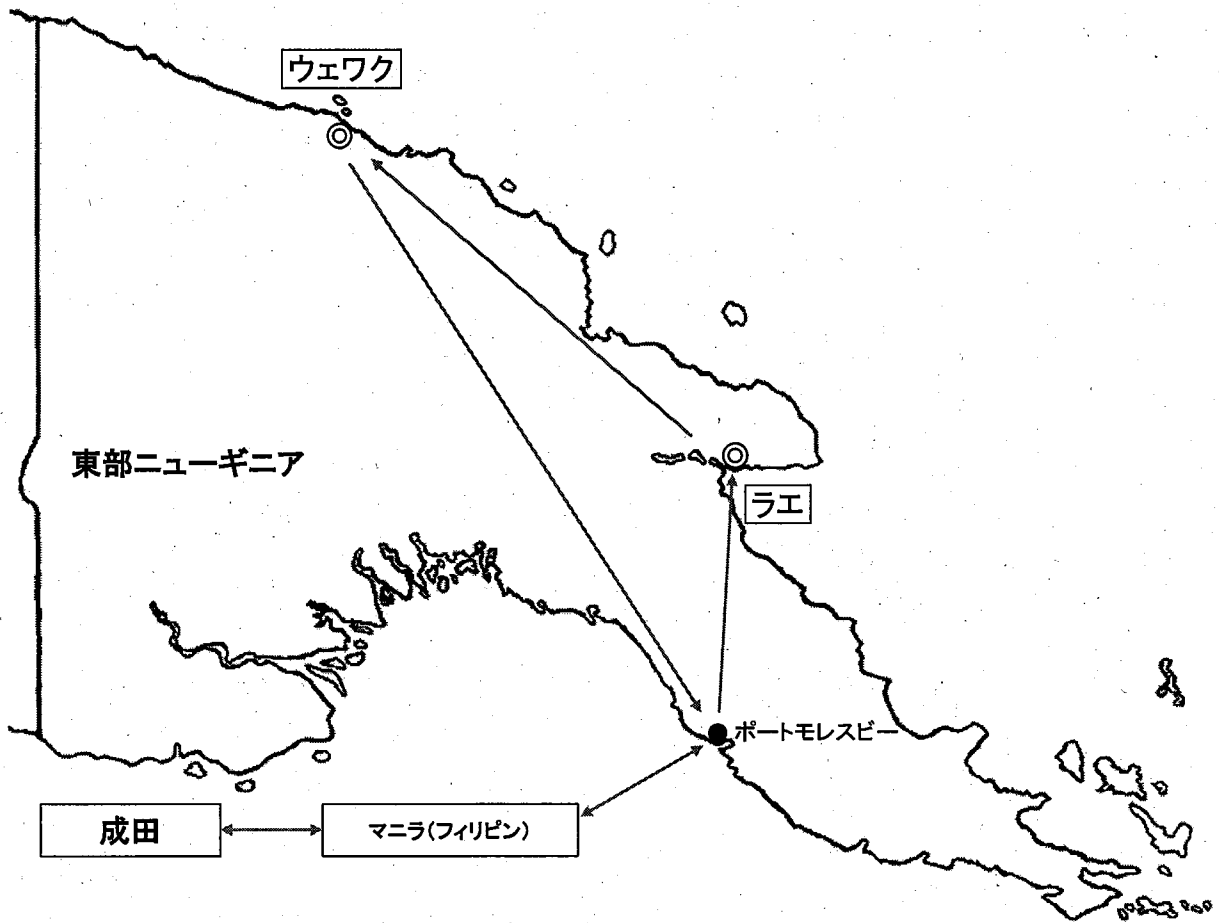 ウェワク
東部ニューギニア
ラエ
ポートモレスビー
成田
マニラ(フィリピン)